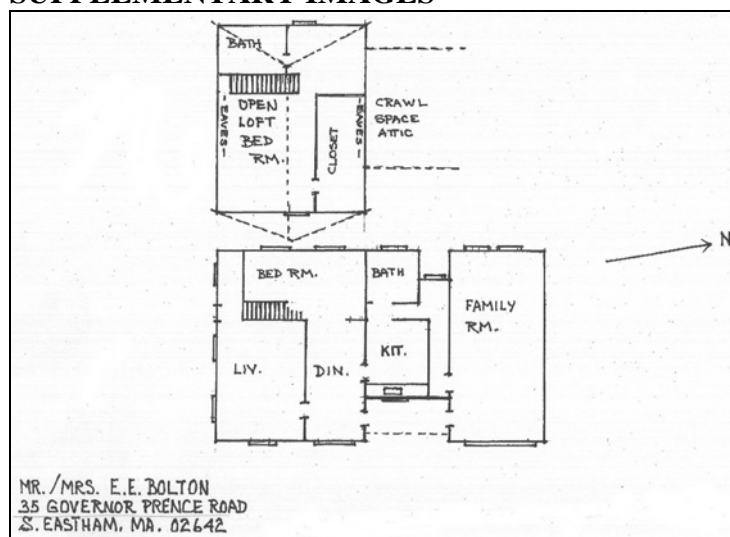 SUPPLEMENTARY IMAGES
BATH
OPEN
LOFT
BED
RM.
-EAVES-
CLOSET
-EAVES-
CRAWL
SPACE
ATTIC
N
BED RM.
BATH
FAMILY
RM.
LIV.
DIN.
KIT.
MR./MRS. E.E. BOLTON
35 GOVERNOR PRENCE ROAD
S. EASTHAM, MA. 02642